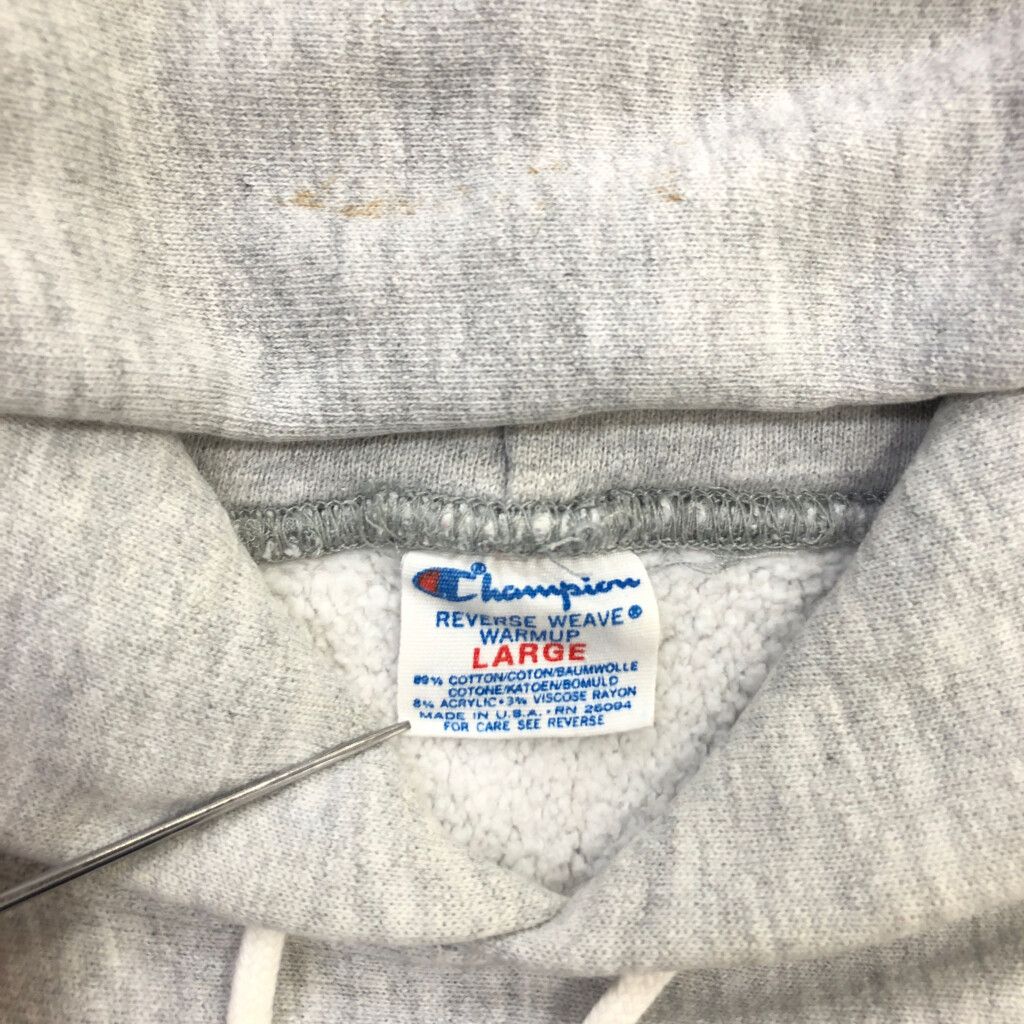 Champion®
REVERSE WEAVE®
WARMUP
LARGE
89% COTTON/COTON/BAUMWOLLE
COTONE/KATOEN/BOMULD
8% ACRYLIC • 3% VISCOSE RAYON
MADE IN U.S.A. • RN 26094
FOR CARE SEE REVERSE